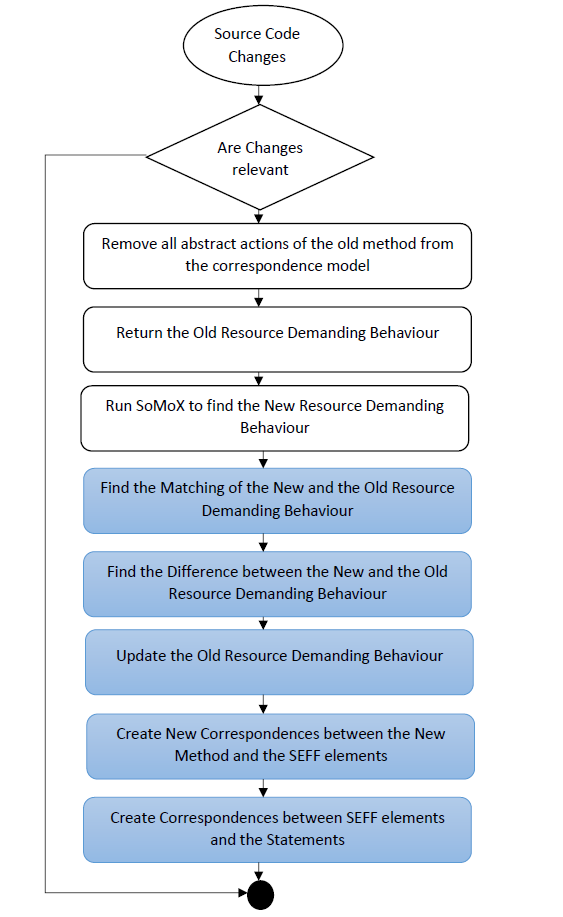 Source Code
Changes
Are Changes
relevant
Remove all abstract actions of the old method from
the correspondence model
Return the Old Resource Demanding Behaviour
Run SoMoX to find the New Resource Demanding
Behaviour
Find the Matching of the New and the Old Resource
Demanding Behaviour
Find the Difference between the New and the Old
Resource Demanding Behaviour
Update the Old Resource Demanding Behaviour
Create New Correspondences between the New
Method and the SEFF elements
Create Correspondences between SEFF elements
and the Statements